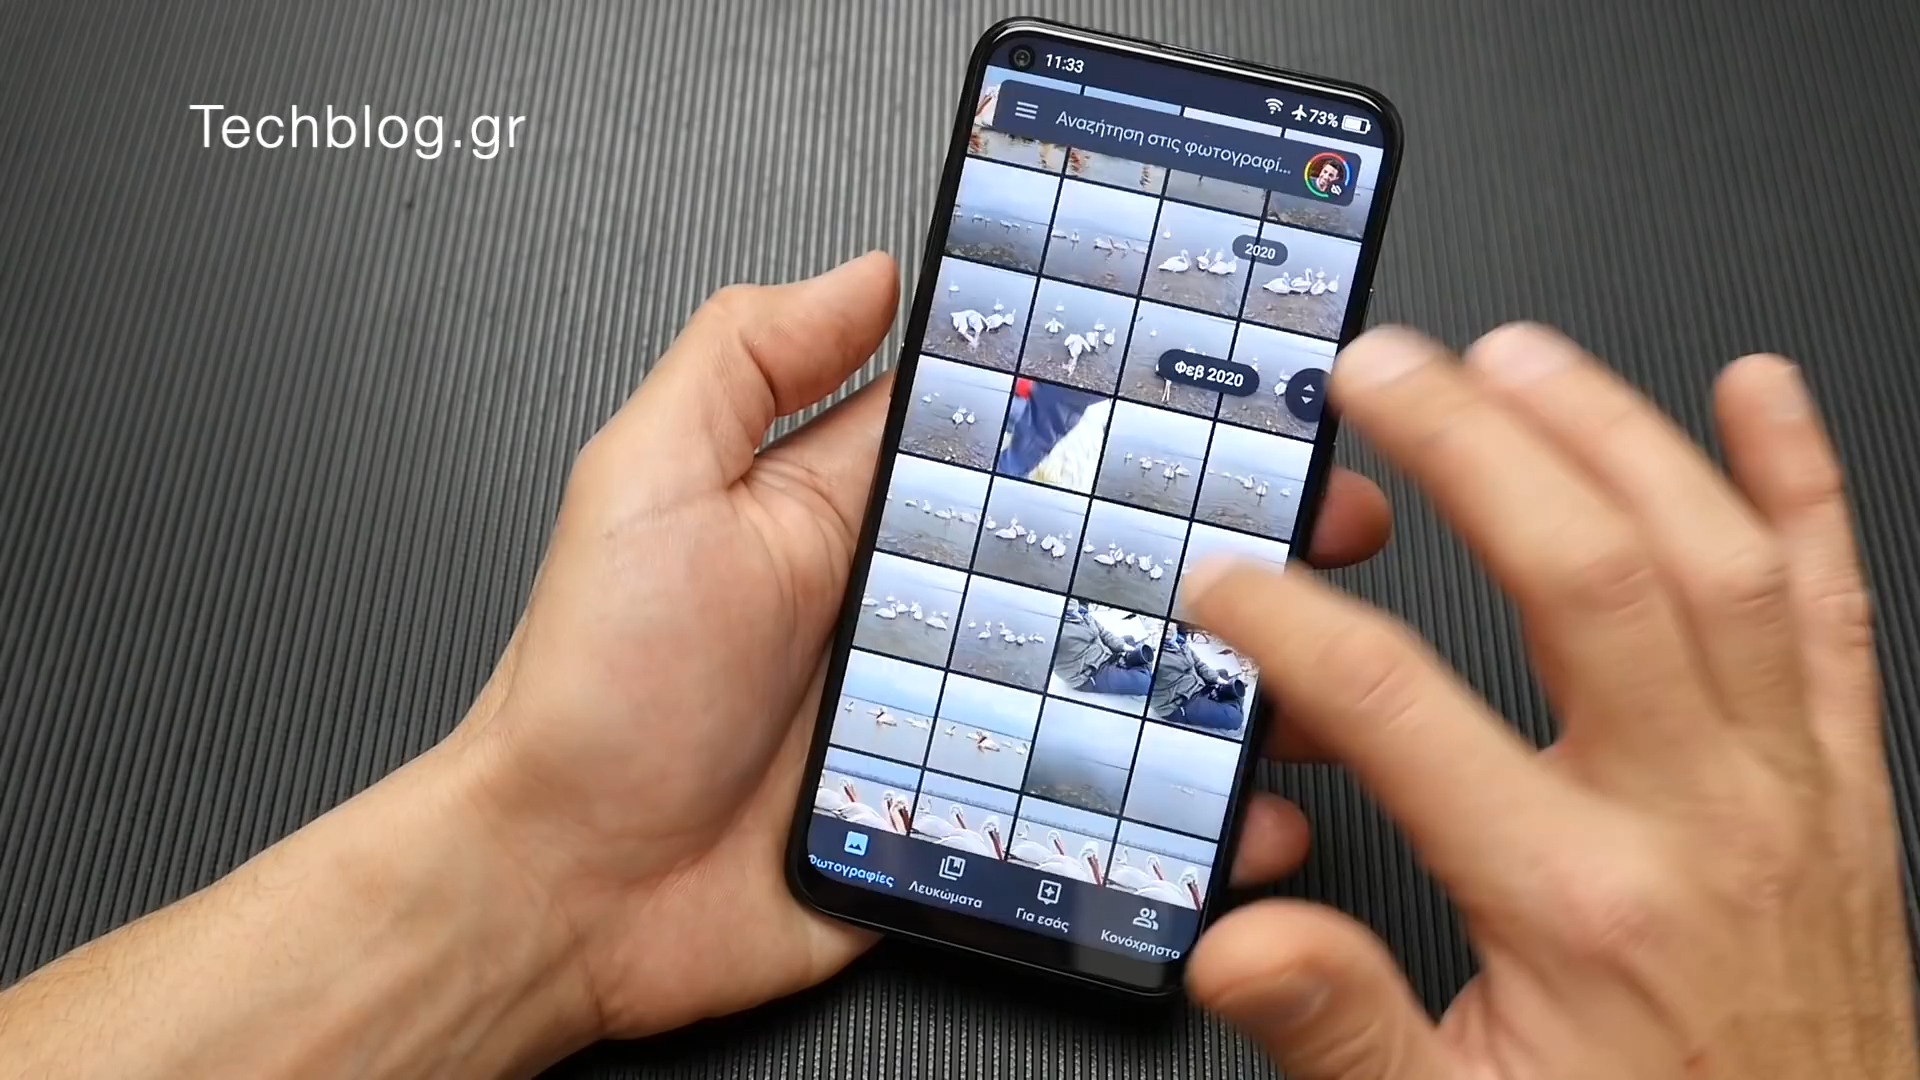 Techblog.gr
11:33
73%
Αναζήτηση στις φωτογραφί...
2020
Φεβ 2020
Φωτογραφίες
Λευκώματα
Για εσάς
Κονόχρηστα